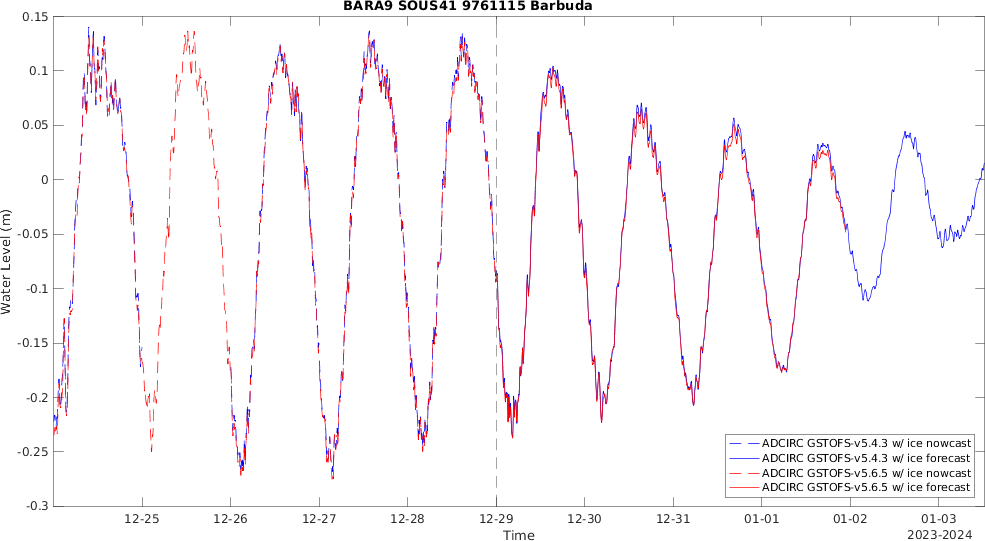 BARA9 SOUS41 9761115 Barbuda
0.15
0.1
0.05
0
-0.05
-0.1
-0.15
-0.2
-0.25
-0.3
Water Level (m)
12-25 12-26 12-27 12-28 12-29 12-30 12-31 01-01 01-02 01-03
Time
2023-2024
ADCIRC GSTOFS-v5.4.3 w/ ice nowcast
ADCIRC GSTOFS-v5.4.3 w/ ice forecast
ADCIRC GSTOFS-v5.6.5 w/ ice nowcast
ADCIRC GSTOFS-v5.6.5 w/ ice forecast